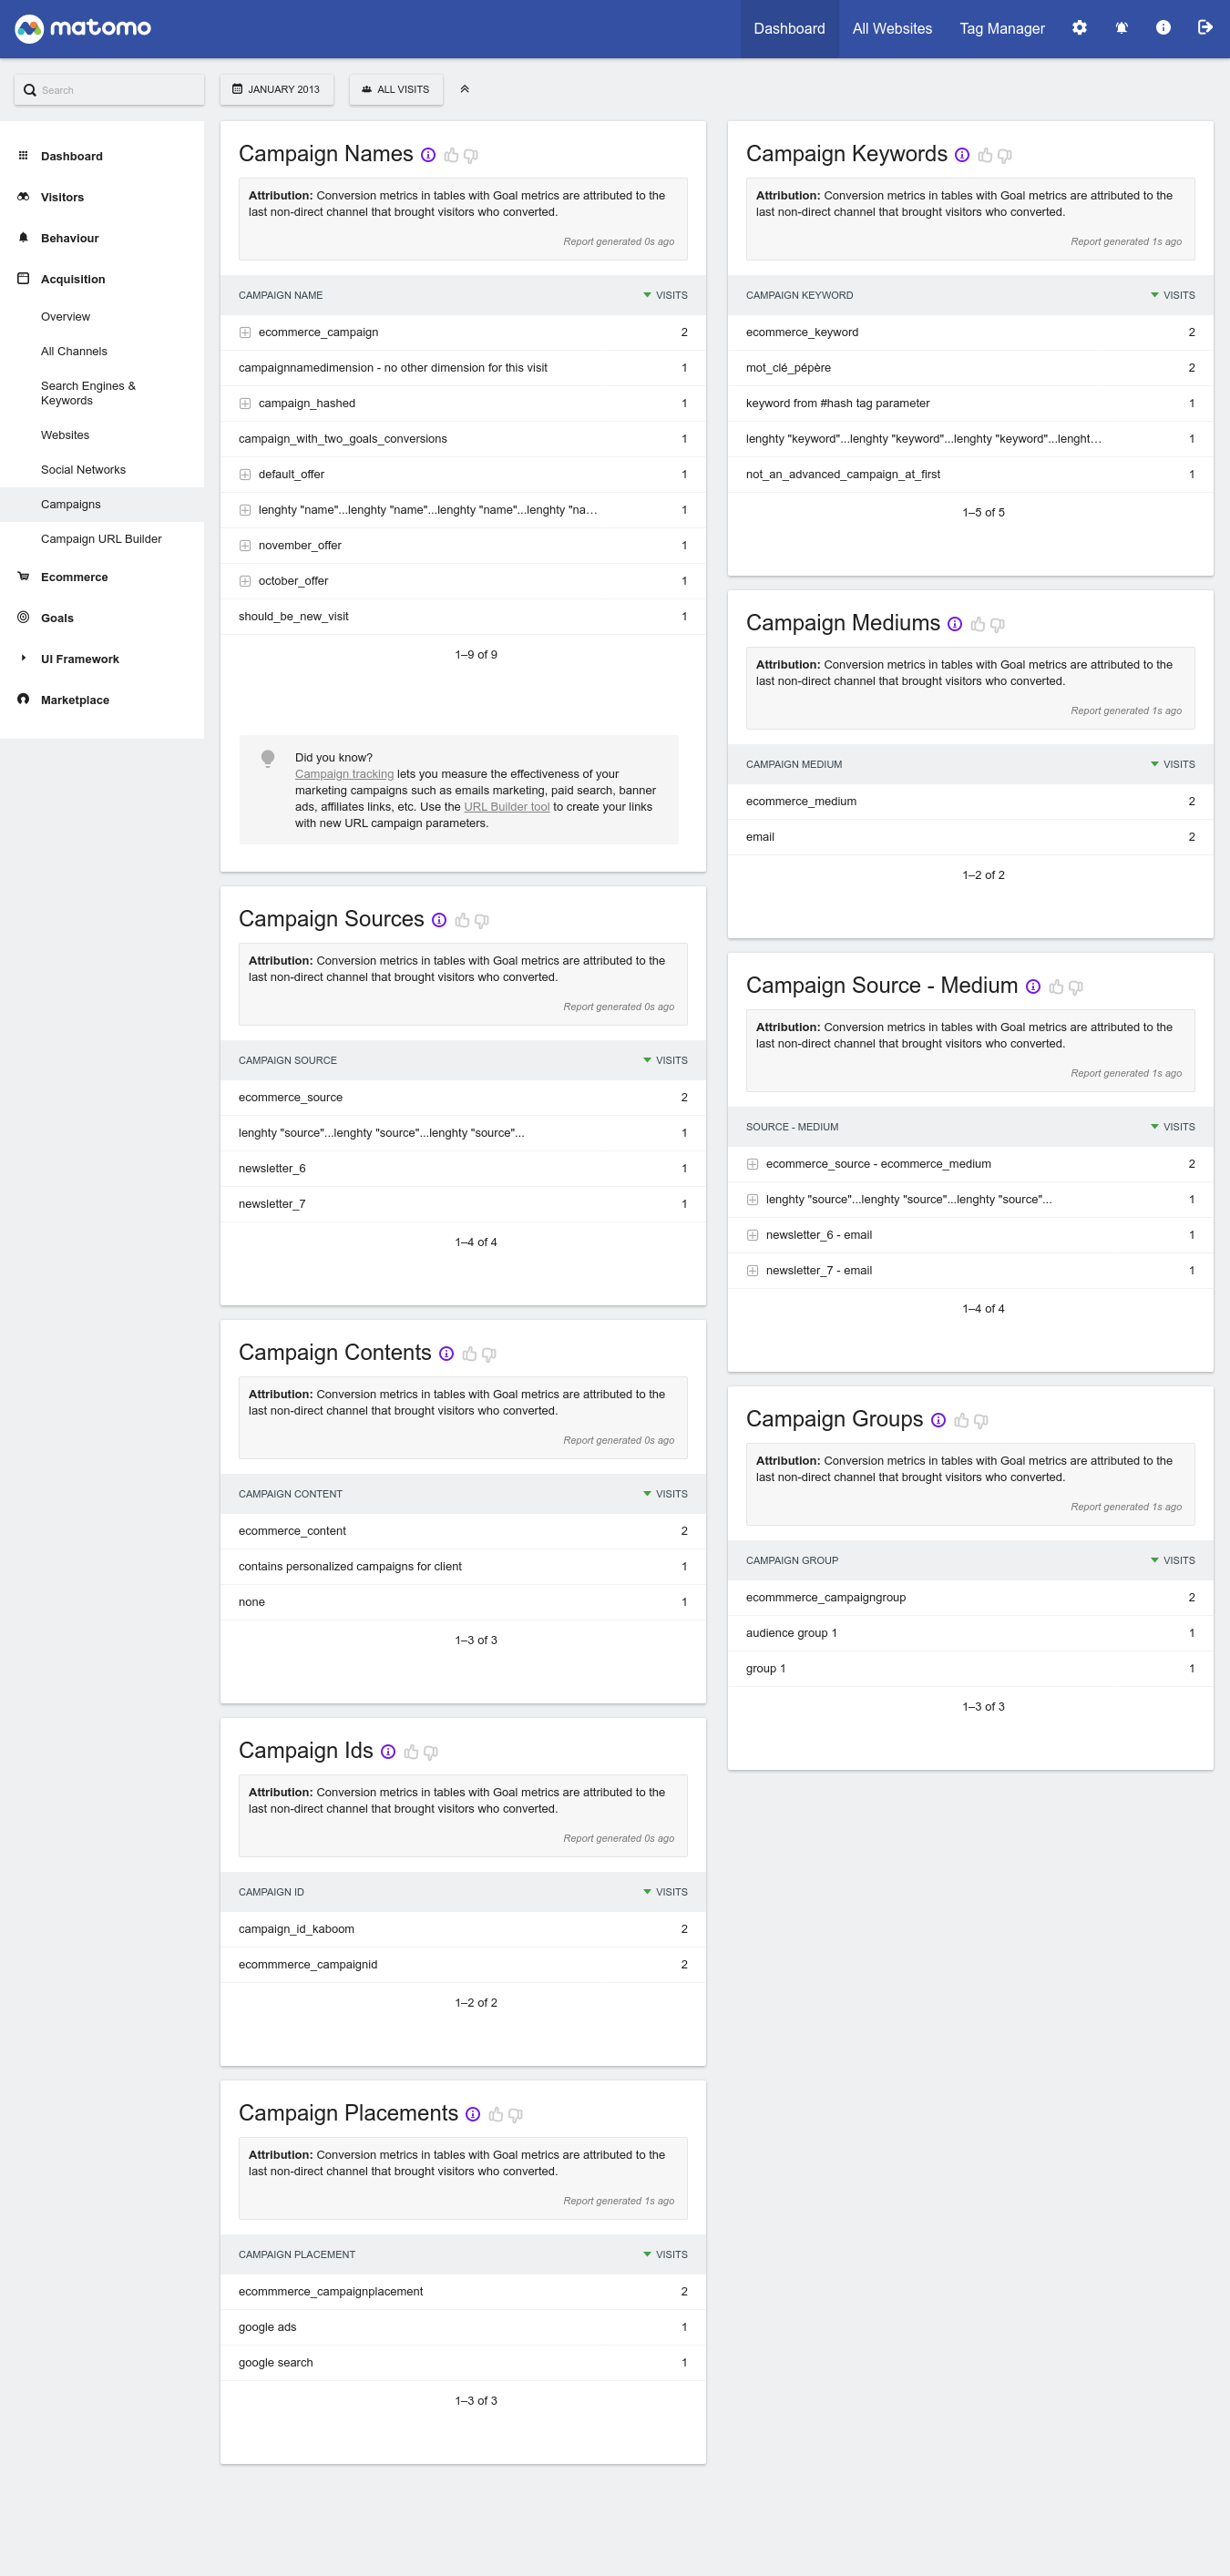 matomo
Dashboard
All Websites
Tag Manager
Search
JANUARY 2013
ALL VISITS
Dashboard
Visitors
Behaviour
Acquisition
Overview
All Channels
Search Engines &
Keywords
Websites
Social Networks
Campaigns
Campaign URL Builder
Ecommerce
Goals
UI Framework
Marketplace
Campaign Names
Attribution: Conversion metrics in tables with Goal metrics are attributed to the
last non-direct channel that brought visitors who converted.
Report generated 0s ago
CAMPAIGN NAME VISITS
ecommerce_campaign 2
campaignnamedimension - no other dimension for this visit 1
campaign_hashed 1
campaign_with_two_goals_conversions 1
default_offer 1
lenghty "name"...lenghty "name"...lenghty "name"...lenghty "na... 1
november_offer 1
october_offer 1
should_be_new_visit 1
1–9 of 9
Did you know?
Campaign tracking lets you measure the effectiveness of your
marketing campaigns such as emails marketing, paid search, banner
ads, affiliates links, etc. Use the URL Builder tool to create your links
with new URL campaign parameters.
Campaign Sources
Attribution: Conversion metrics in tables with Goal metrics are attributed to the
last non-direct channel that brought visitors who converted.
Report generated 0s ago
CAMPAIGN SOURCE VISITS
ecommerce_source 2
lenghty "source"...lenghty "source"...lenghty "source"... 1
newsletter_6 1
newsletter_7 1
1–4 of 4
Campaign Contents
Attribution: Conversion metrics in tables with Goal metrics are attributed to the
last non-direct channel that brought visitors who converted.
Report generated 0s ago
CAMPAIGN CONTENT VISITS
ecommerce_content 2
contains personalized campaigns for client 1
none 1
1–3 of 3
Campaign Ids
Attribution: Conversion metrics in tables with Goal metrics are attributed to the
last non-direct channel that brought visitors who converted.
Report generated 0s ago
CAMPAIGN ID VISITS
campaign_id_kaboom 2
ecommmerce_campaignid 2
1–2 of 2
Campaign Placements
Attribution: Conversion metrics in tables with Goal metrics are attributed to the
last non-direct channel that brought visitors who converted.
Report generated 1s ago
CAMPAIGN PLACEMENT VISITS
ecommmerce_campaignplacement 2
google ads 1
google search 1
1–3 of 3
Campaign Keywords
Attribution: Conversion metrics in tables with Goal metrics are attributed to the
last non-direct channel that brought visitors who converted.
Report generated 1s ago
CAMPAIGN KEYWORD VISITS
ecommerce_keyword 2
mot_clé_pépère 2
keyword from #hash tag parameter 1
lenghty "keyword"...lenghty "keyword"...lenghty "keyword"...lenght... 1
not_an_advanced_campaign_at_first 1
1–5 of 5
Campaign Mediums
Attribution: Conversion metrics in tables with Goal metrics are attributed to the
last non-direct channel that brought visitors who converted.
Report generated 1s ago
CAMPAIGN MEDIUM VISITS
ecommerce_medium 2
email 2
1–2 of 2
Campaign Source - Medium
Attribution: Conversion metrics in tables with Goal metrics are attributed to the
last non-direct channel that brought visitors who converted.
Report generated 1s ago
SOURCE - MEDIUM VISITS
ecommerce_source - ecommerce_medium 2
lenghty "source"...lenghty "source"...lenghty "source"... 1
newsletter_6 - email 1
newsletter_7 - email 1
1–4 of 4
Campaign Groups
Attribution: Conversion metrics in tables with Goal metrics are attributed to the
last non-direct channel that brought visitors who converted.
Report generated 1s ago
CAMPAIGN GROUP VISITS
ecommmerce_campaigngroup 2
audience group 1 1
group 1 1
1–3 of 3